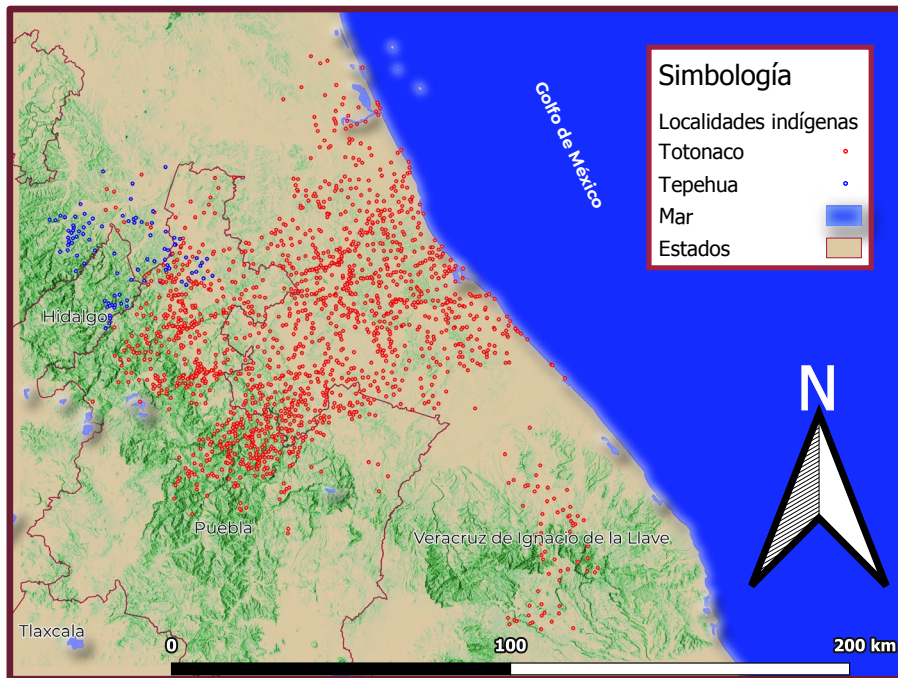 Simbología
Localidades indígenas
Totonaco
Tepehua
Mar
Estados
Golfo de México
N
Hidalgo
Puebla
Veracruz de Ignacio de la Llave
Tlaxcala
0
100
200 km